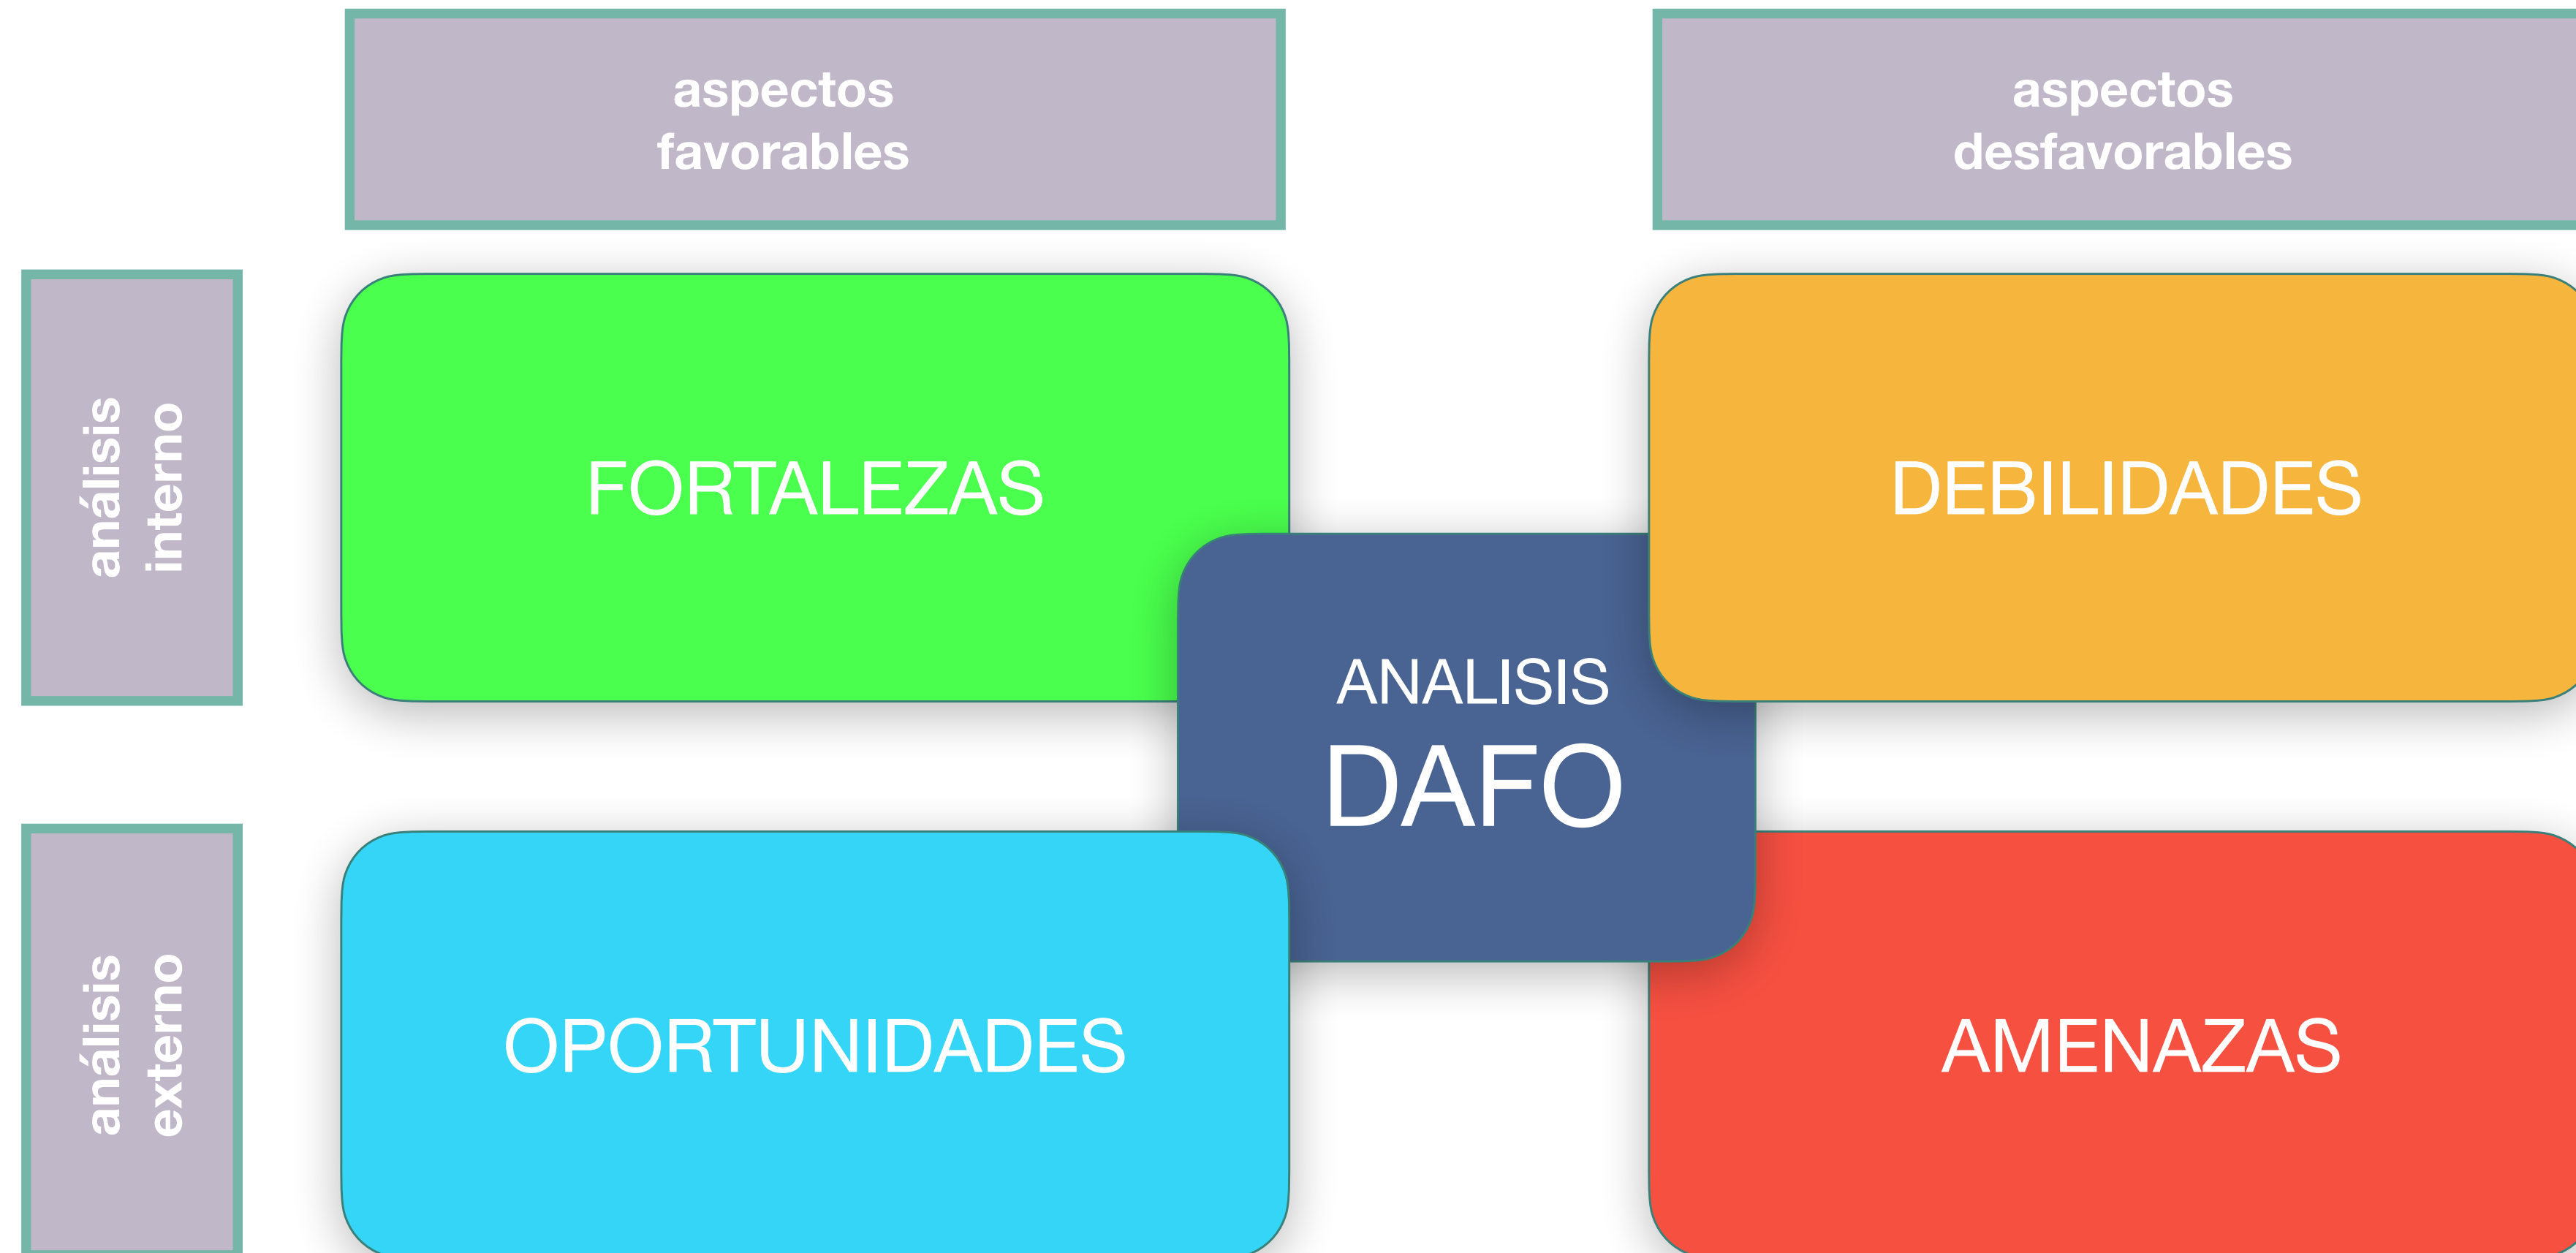 aspectos
favorables
aspectos
desfavorables
análisis
interno
FORTALEZAS
DEBILIDADES
ANALISIS
DAFO
análisis
externo
OPORTUNIDADES
AMENAZAS